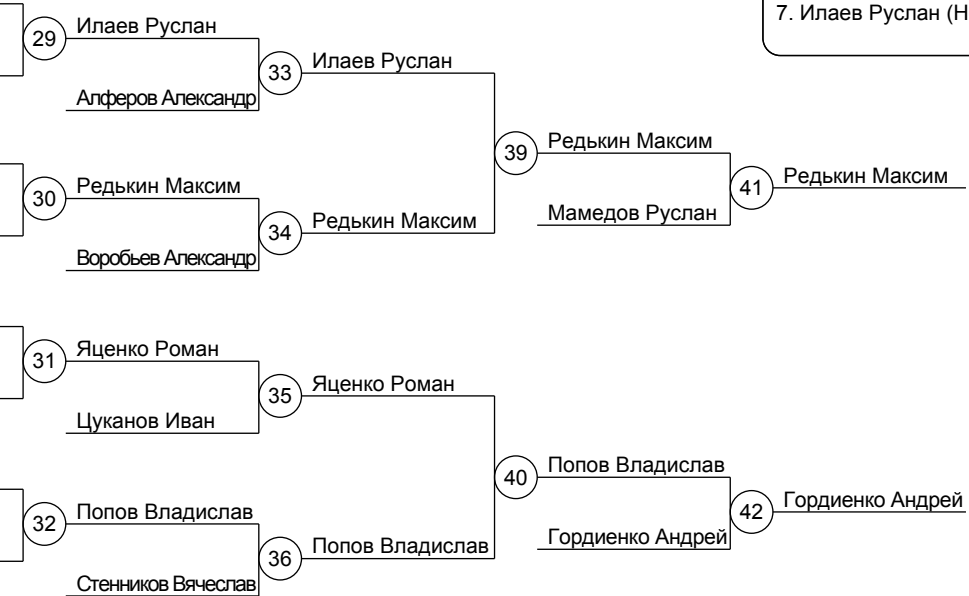 7. Илаев Руслан (Н
29
Илаев Руслан
33
Илаев Руслан
Алферов Александр
39
Редькин Максим
41
Редькин Максим
30
Редькин Максим
34
Редькин Максим
Мамедов Руслан
Воробьев Александр
31
Яценко Роман
35
Яценко Роман
Цуканов Иван
40
Попов Владислав
42
Гордиенко Андрей
32
Попов Владислав
36
Попов Владислав
Гордиенко Андрей
Стенников Вячеслав